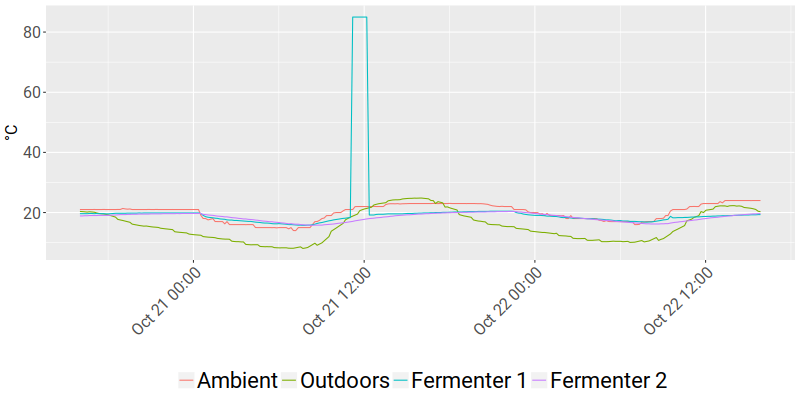 80
60
°C
40
20
Oct 21 00:00
Oct 21 12:00
Oct 22 00:00
Oct 22 12:00
Ambient Outdoors Fermenter 1 Fermenter 2